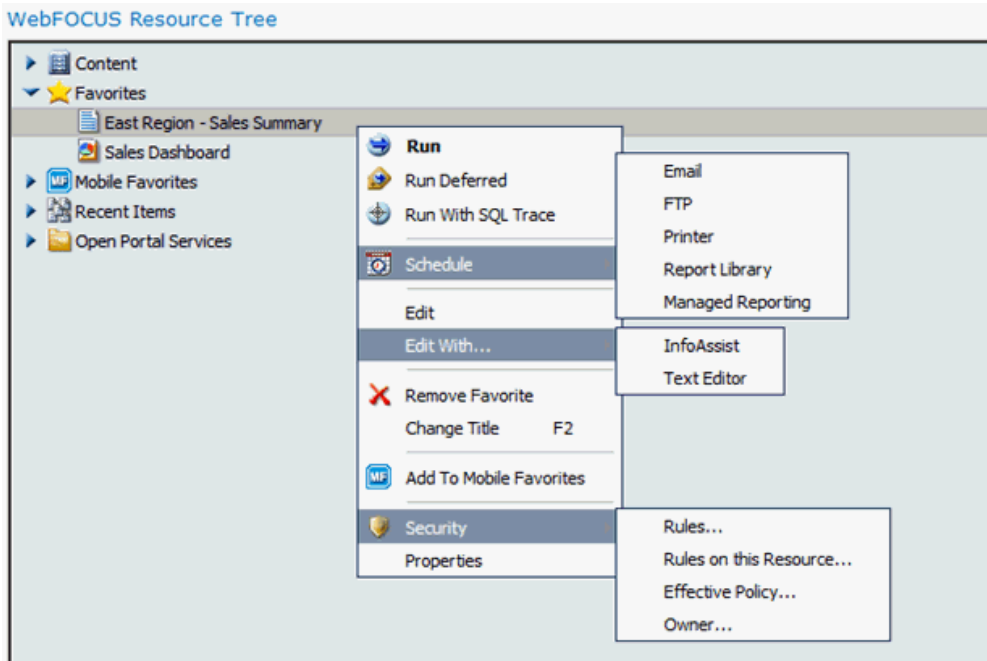 WebFOCUS Resource Tree
Content
Favorites
East Region - Sales Summary
Sales Dashboard
MF Mobile Favorites
Recent Items
Open Portal Services
Run
Run Deferred
Run With SQL Trace
Schedule
Edit
Edit With...
Remove Favorite
Change Title F2
MF Add To Mobile Favorites
Security
Properties
Email
FTP
Printer
Report Library
Managed Reporting
InfoAssist
Text Editor
Rules...
Rules on this Resource...
Effective Policy...
Owner...